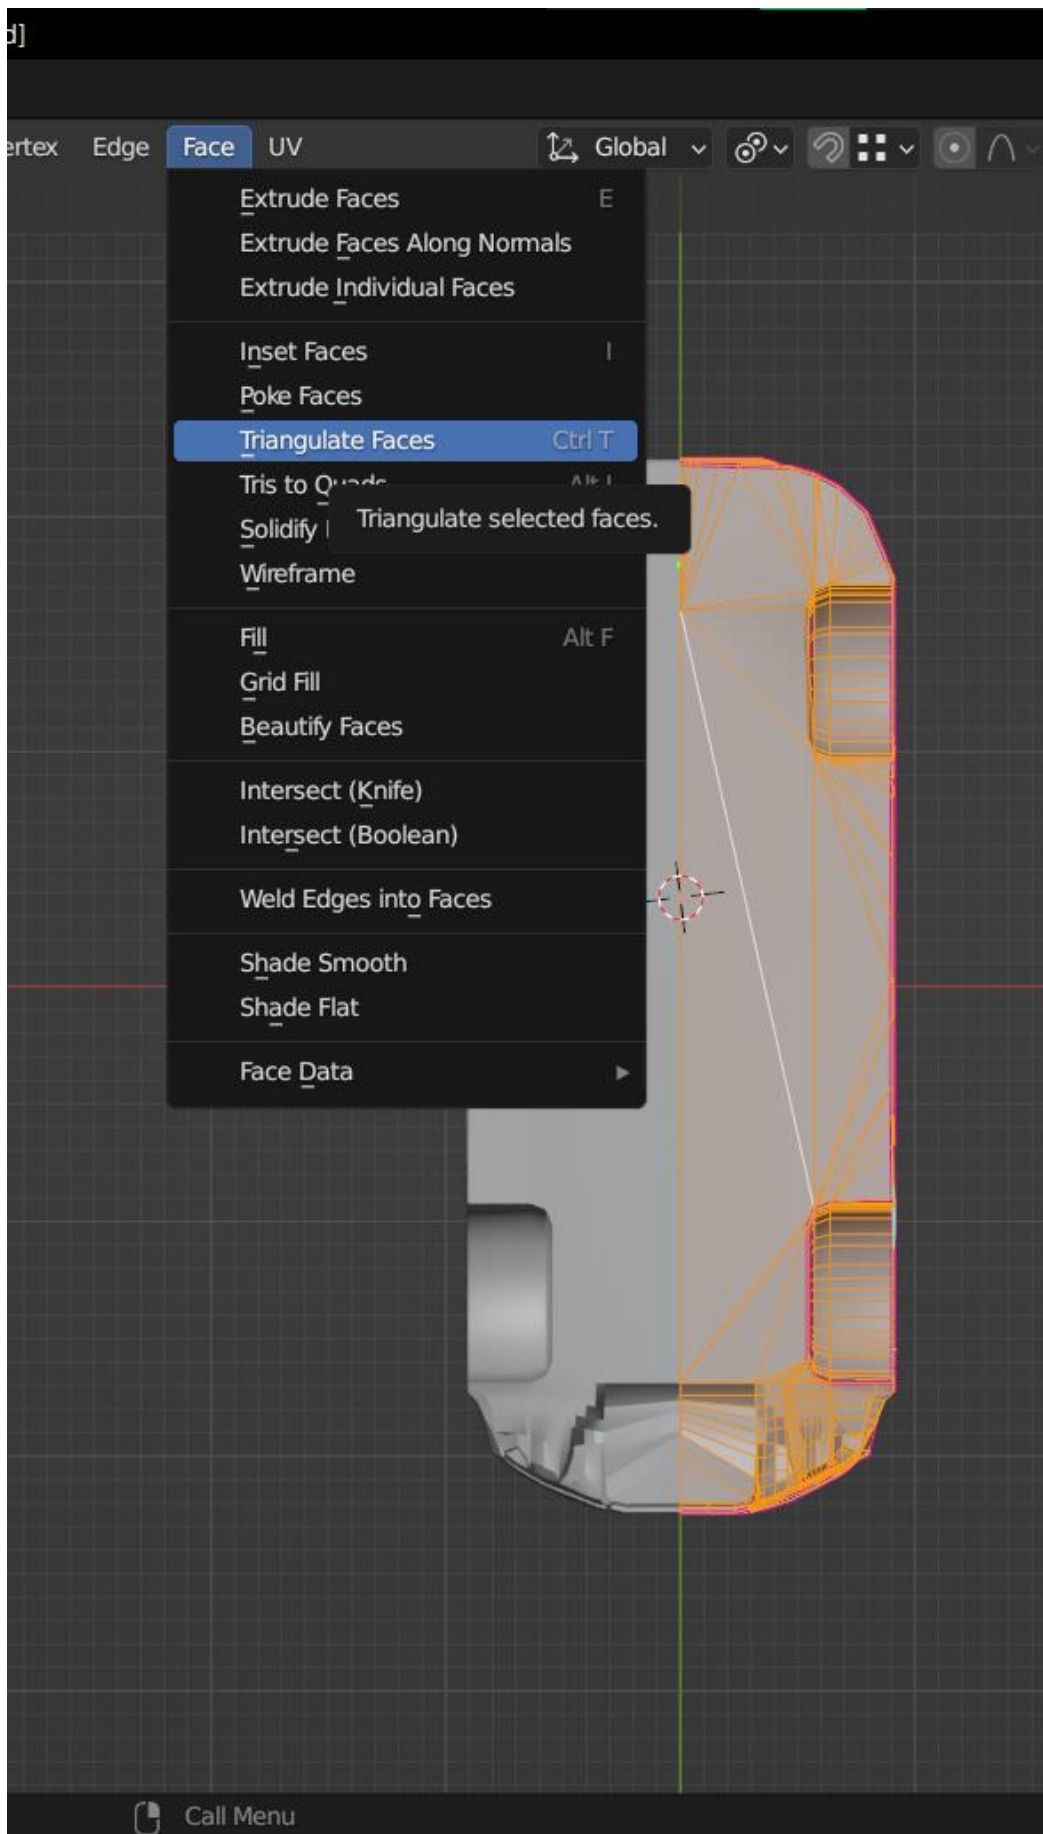 d]
ertex Edge Face UV Global
Extrude Faces E
Extrude Faces Along Normals
Extrude Individual Faces
Inset Faces I
Poke Faces
Triangulate Faces Ctrl T
Tris to Quads Alt J
Solidify
Triangulate selected faces.
Wireframe
Fill Alt F
Grid Fill
Beautify Faces
Intersect (Knife)
Intersect (Boolean)
Weld Edges into Faces
Shade Smooth
Shade Flat
Face Data
Call Menu